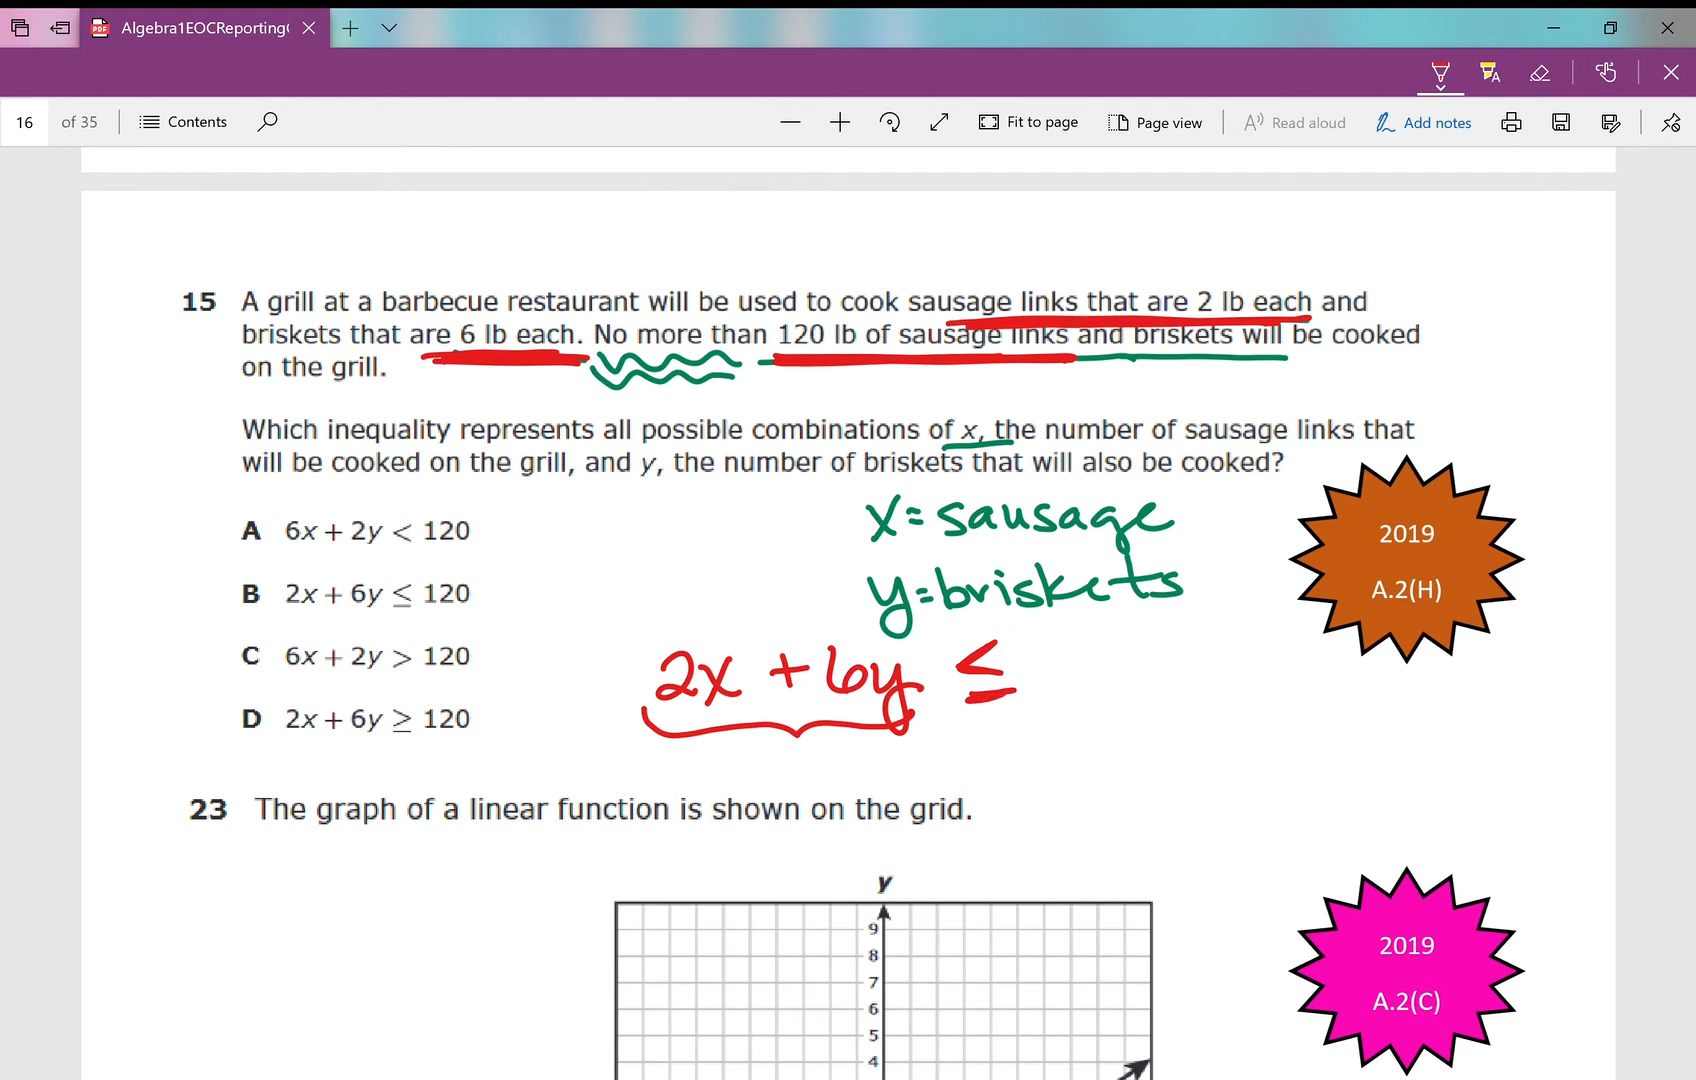 Algebra1EOCReporting(
16 of 35 Contents Fit to page Page view Read aloud Add notes
15 A grill at a barbecue restaurant will be used to cook sausage links that are 2 lb each and
briskets that are 6 lb each. No more than 120 lb of sausage links and briskets will be cooked
on the grill.
Which inequality represents all possible combinations of x, the number of sausage links that
will be cooked on the grill, and y, the number of briskets that will also be cooked?
A 6x + 2y < 120
B 2x + 6y ≤ 120
C 6x + 2y > 120
D 2x + 6y ≥ 120
x = sausage
y = briskets
2x + 6y ≤
2019
A.2(H)
23 The graph of a linear function is shown on the grid.
y
9
8
7
6
5
4
2019
A.2(C)